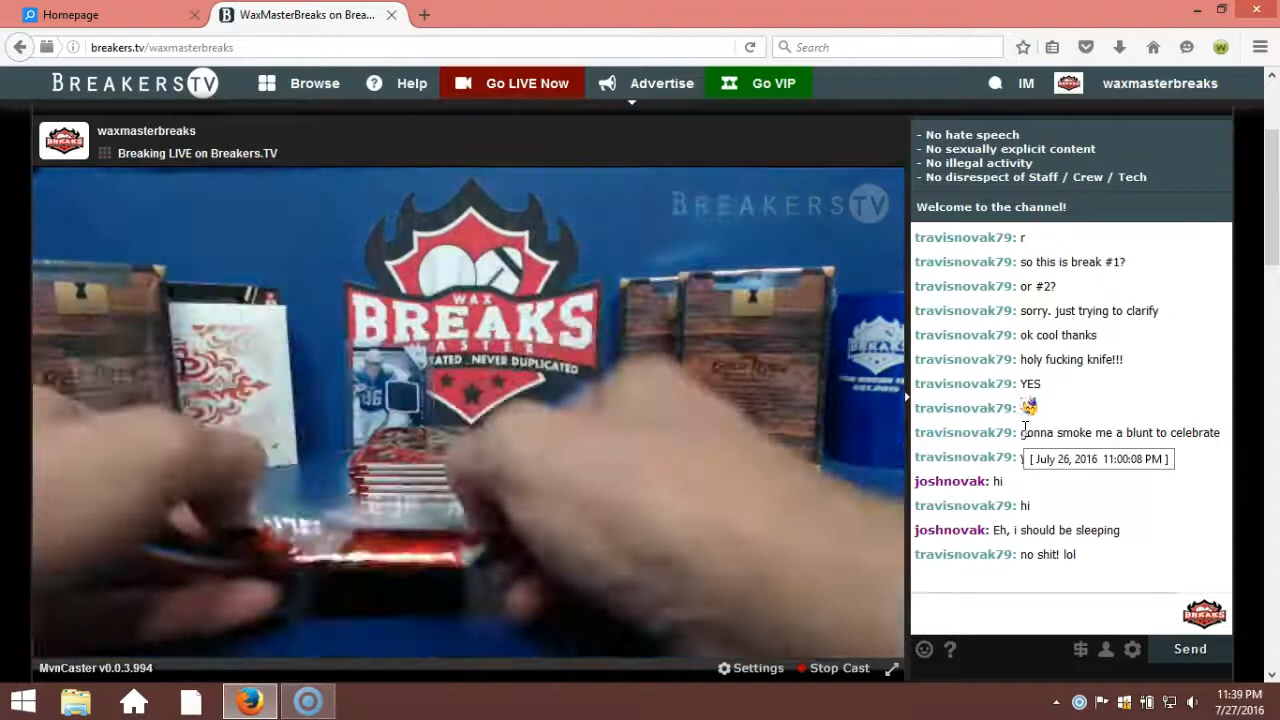 Homepage
WaxMasterBreaks on Brea...
breakers.tv/waxmasterbreaks
Search
BREAKERSTV
Browse
Help
Go LIVE Now
Advertise
Go VIP
IM
waxmasterbreaks
waxmasterbreaks
Breaking LIVE on Breakers.TV
BREAKERSTV
WAX
BREAKS
MASTER
TATED. NEVER DUPLICATED
- No hate speech
- No sexually explicit content
- No illegal activity
- No disrespect of Staff / Crew / Tech
Welcome to the channel!
travisnovak79: r
travisnovak79: so this is break #1?
travisnovak79: or #2?
travisnovak79: sorry. just trying to clarify
travisnovak79: ok cool thanks
travisnovak79: holy fucking knife!!!
travisnovak79: YES
travisnovak79:
travisnovak79: gonna smoke me a blunt to celebrate
travisnovak79:
[ July 26, 2016 11:00:08 PM ]
joshnovak: hi
travisnovak79: hi
joshnovak: Eh, i should be sleeping
travisnovak79: no shit! lol
BREAKS
Send
MvnCaster v0.0.3.994
Settings
Stop Cast
11:39 PM
7/27/2016